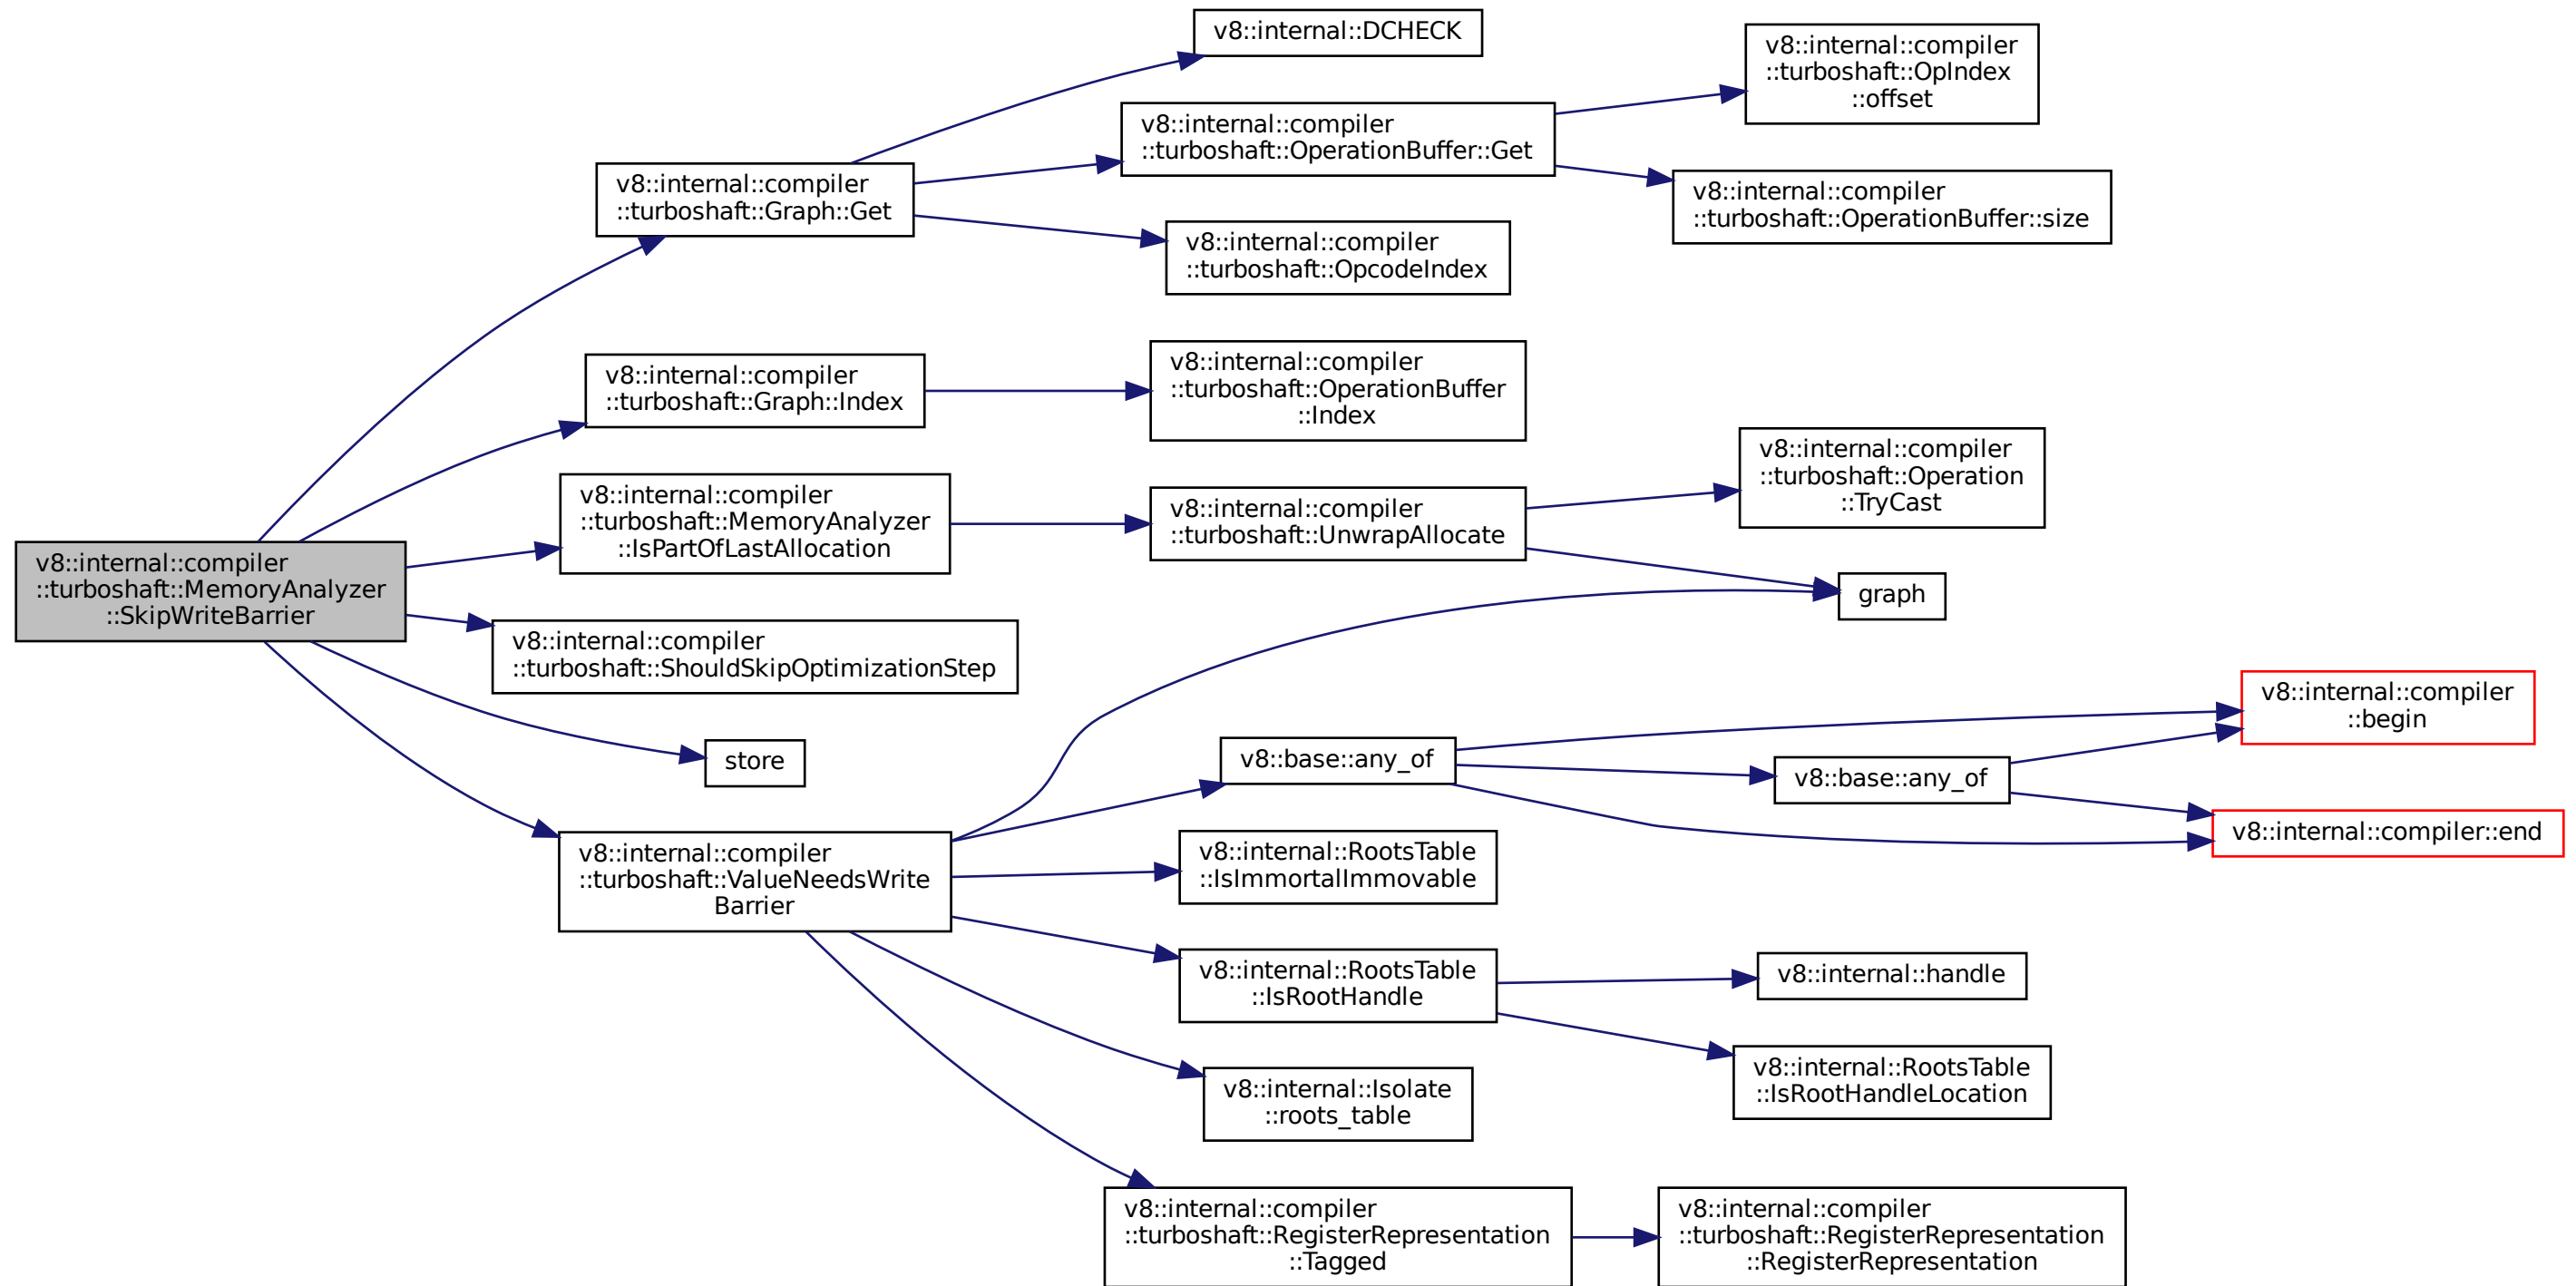 v8::internal::compiler
::turboshaft::MemoryAnalyzer
::SkipWriteBarrier
v8::internal::compiler
::turboshaft::Graph::Get
v8::internal::DCHECK
v8::internal::compiler
::turboshaft::OperationBuffer::Get
v8::internal::compiler
::turboshaft::OpIndex
::offset
v8::internal::compiler
::turboshaft::OperationBuffer::size
v8::internal::compiler
::turboshaft::OpcodeIndex
v8::internal::compiler
::turboshaft::Graph::Index
v8::internal::compiler
::turboshaft::OperationBuffer
::Index
v8::internal::compiler
::turboshaft::MemoryAnalyzer
::IsPartOfLastAllocation
v8::internal::compiler
::turboshaft::UnwrapAllocate
v8::internal::compiler
::turboshaft::Operation
::TryCast
graph
v8::internal::compiler
::turboshaft::ShouldSkipOptimizationStep
store
v8::internal::compiler
::turboshaft::ValueNeedsWrite
Barrier
v8::base::any_of
v8::base::any_of
v8::internal::compiler
::begin
v8::internal::compiler::end
v8::internal::RootsTable
::IsImmortalImmovable
v8::internal::RootsTable
::IsRootHandle
v8::internal::handle
v8::internal::RootsTable
::IsRootHandleLocation
v8::internal::Isolate
::roots_table
v8::internal::compiler
::turboshaft::RegisterRepresentation
::Tagged
v8::internal::compiler
::turboshaft::RegisterRepresentation
::RegisterRepresentation